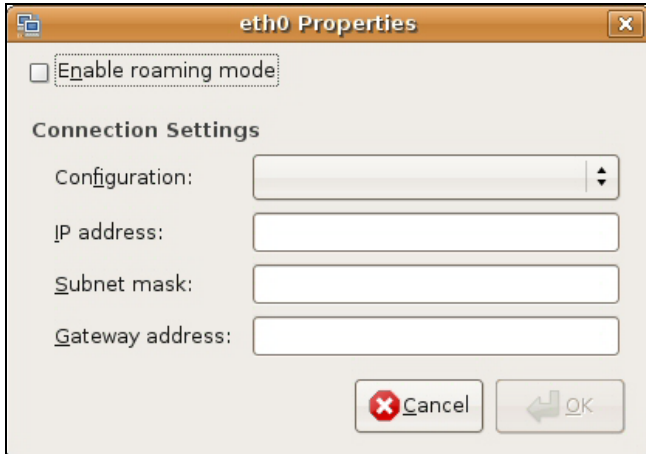 eth0 Properties
Enable roaming mode
Connection Settings
Configuration:
IP address:
Subnet mask:
Gateway address:
Cancel OK